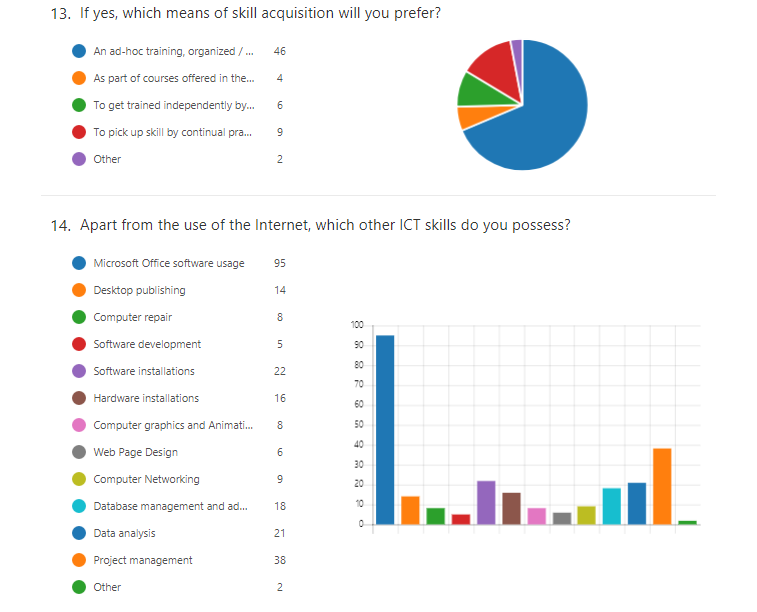 13. If yes, which means of skill acquisition will you prefer?
An ad-hoc training, organized / ... 46
As part of courses offered in the... 4
To get trained independently by... 6
To pick up skill by continual pra... 9
Other 2
14. Apart from the use of the Internet, which other ICT skills do you possess?
Microsoft Office software usage 95
Desktop publishing 14
Computer repair 8
Software development 5
Software installations 22
Hardware installations 16
Computer graphics and Animati... 8
Web Page Design 6
Computer Networking 9
Database management and ad... 18
Data analysis 21
Project management 38
Other 2
100
90
80
70
60
50
40
30
20
10
0